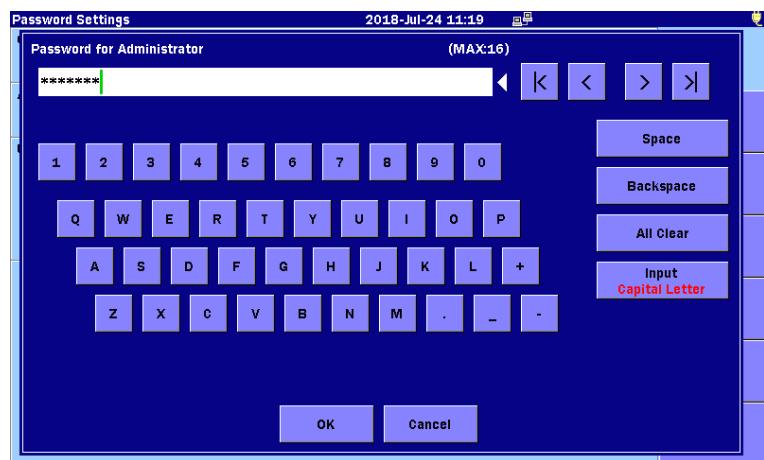 Password Settings 2018-Jul-24 11:19
Password for Administrator (MAX:16)
*******
|< < > >|
Space
1 2 3 4 5 6 7 8 9 0
Backspace
Q W E R T Y U I O P
All Clear
A S D F G H J K L +
Input
Capital Letter
Z X C V B N M . _ -
OK Cancel